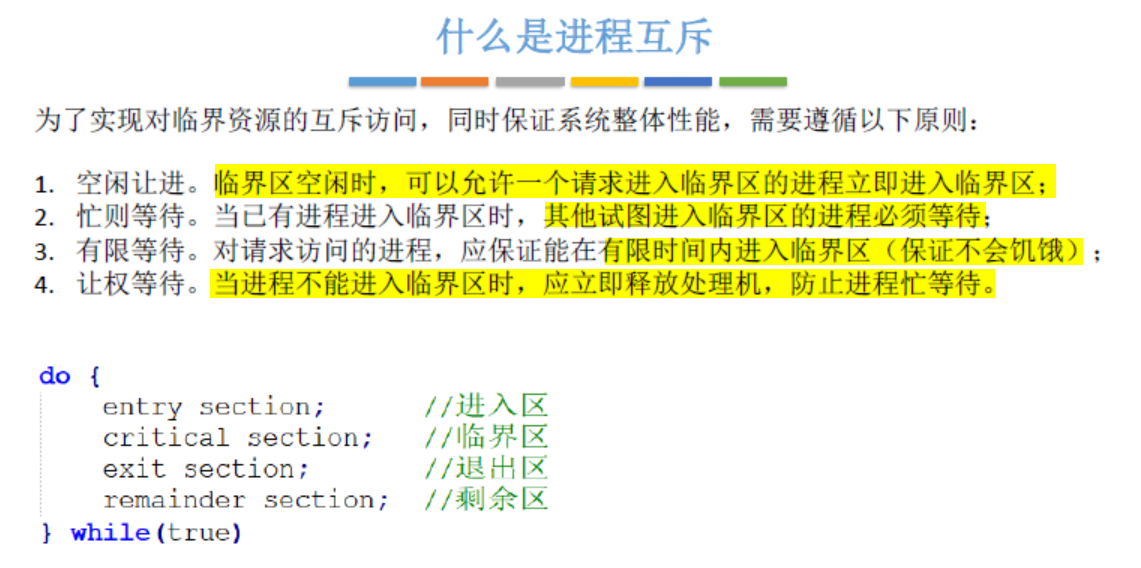 什么是进程互斥
为了实现对临界资源的互斥访问，同时保证系统整体性能，需要遵循以下原则：
1. 空闲让进。临界区空闲时，可以允许一个请求进入临界区的进程立即进入临界区；
2. 忙则等待。当已有进程进入临界区时，其他试图进入临界区的进程必须等待；
3. 有限等待。对请求访问的进程，应保证能在有限时间内进入临界区（保证不会饥饿）；
4. 让权等待。当进程不能进入临界区时，应立即释放处理机，防止进程忙等待。
do {
entry section; //进入区
critical section; //临界区
exit section; //退出区
remainder section; //剩余区
} while(true)